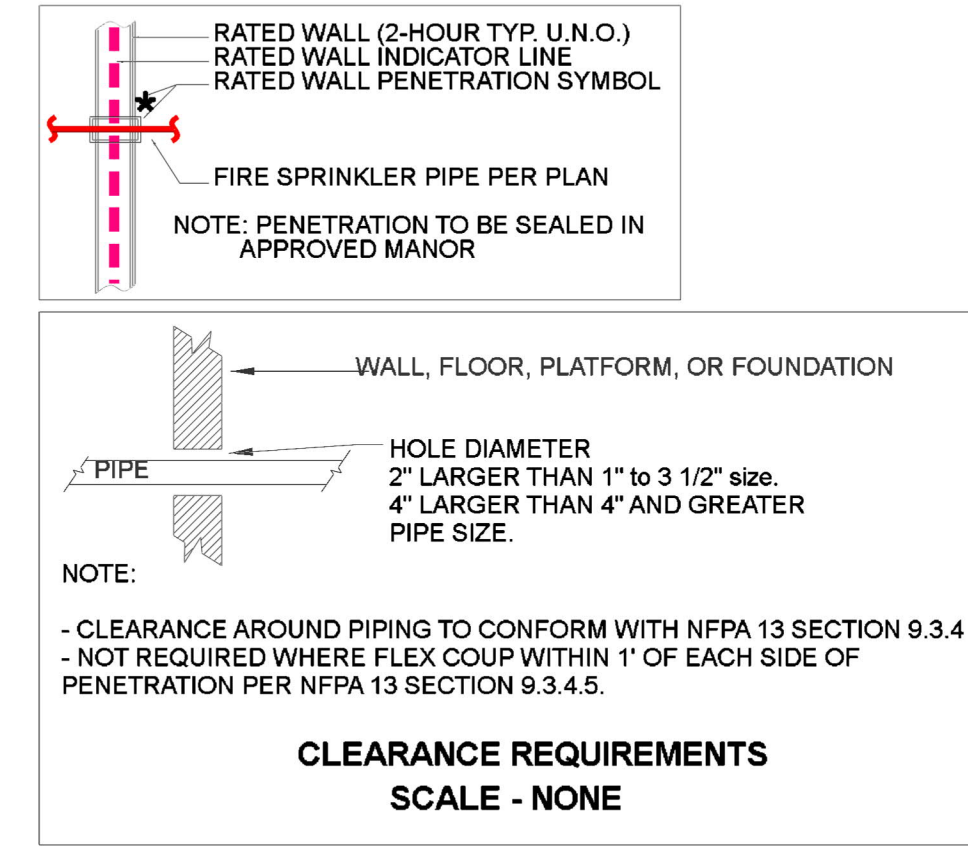 RATED WALL (2-HOUR TYP. U.N.O.)
RATED WALL INDICATOR LINE
RATED WALL PENETRATION SYMBOL
*
FIRE SPRINKLER PIPE PER PLAN
NOTE: PENETRATION TO BE SEALED IN
APPROVED MANOR
WALL, FLOOR, PLATFORM, OR FOUNDATION
HOLE DIAMETER
2" LARGER THAN 1" to 3 1/2" size.
4" LARGER THAN 4" AND GREATER
PIPE SIZE.
PIPE
NOTE:
- CLEARANCE AROUND PIPING TO CONFORM WITH NFPA 13 SECTION 9.3.4
- NOT REQUIRED WHERE FLEX COUP WITHIN 1' OF EACH SIDE OF
PENETRATION PER NFPA 13 SECTION 9.3.4.5.
CLEARANCE REQUIREMENTS
SCALE - NONE